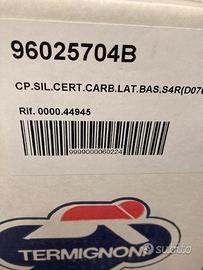 96025704B
CP.SIL.CERT.CARB.LAT.BAS.S4R(D07
Rif. 0000.44945
9999000060224
TERMIGNONI
subito